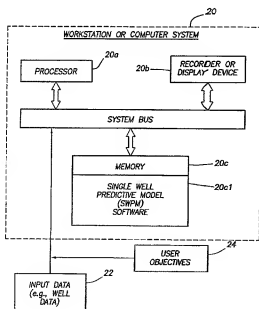 20
WORKSTATION OR COMPUTER SYSTEM
20a
PROCESSOR
20b
RECORDER OR
DISPLAY DEVICE
SYSTEM BUS
MEMORY
20c
SINGLE WELL
PREDICTIVE MODEL
(SWPM)
SOFTWARE
20c1
USER
OBJECTIVES
24
INPUT DATA
(e.g., WELL
DATA)
22